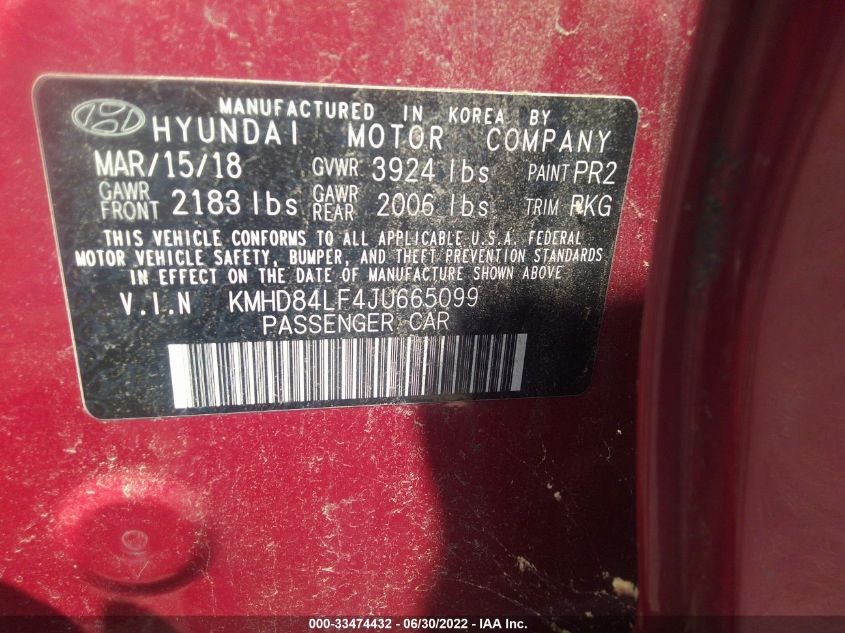 MANUFACTURED IN KOREA BY
HYUNDAI MOTOR COMPANY
MAR/15/18 GVWR 3924 lbs PAINT PR2
GAWR FRONT 2183 lbs GAWR REAR 2006 lbs TRIM PKG
THIS VEHICLE CONFORMS TO ALL APPLICABLE U.S.A. FEDERAL
MOTOR VEHICLE SAFETY, BUMPER, AND THEFT PREVENTION STANDARDS
IN EFFECT ON THE DATE OF MANUFACTURE SHOWN ABOVE
V.I.N KMHD84LF4JU665099
PASSENGER CAR
000-33474432 - 06/30/2022 - IAA Inc.